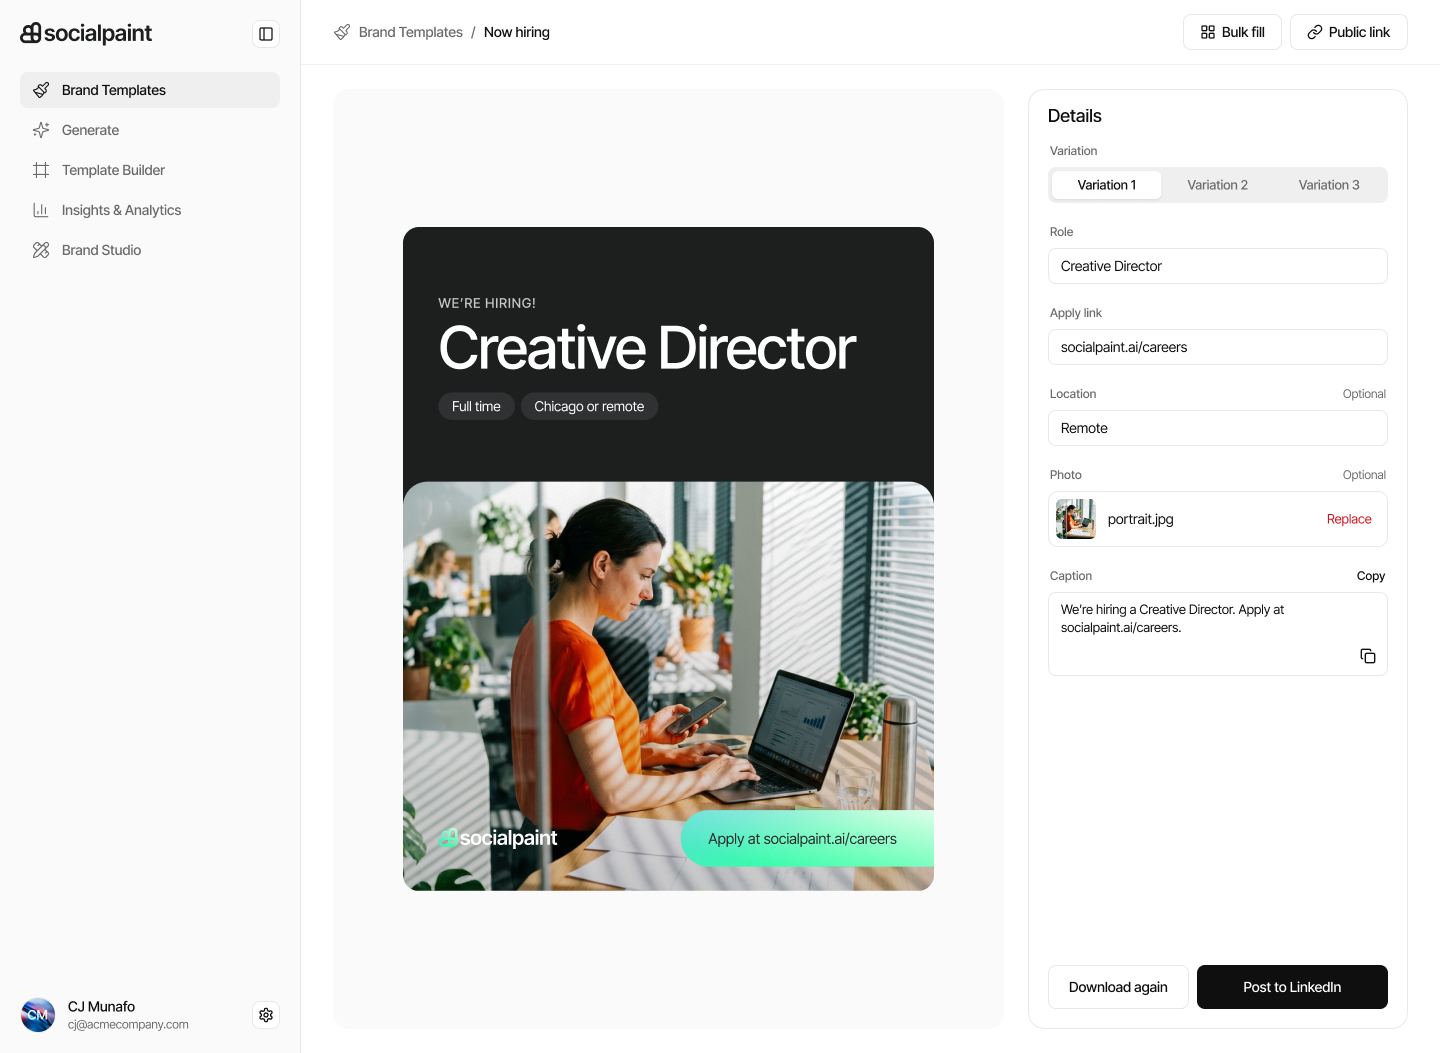 socialpaint
Brand Templates
Generate
Template Builder
Insights & Analytics
Brand Studio
CM
CJ Munafo
cj@acmecompany.com
Brand Templates / Now hiring
Bulk fill
Public link
WE'RE HIRING!
Creative Director
Full time
Chicago or remote
socialpaint
Apply at socialpaint.ai/careers
Details
Variation
Variation 1
Variation 2
Variation 3
Role
Creative Director
Apply link
socialpaint.ai/careers
Location
Optional
Remote
Photo
Optional
portrait.jpg
Replace
Caption
Copy
We're hiring a Creative Director. Apply at
socialpaint.ai/careers.
Download again
Post to LinkedIn